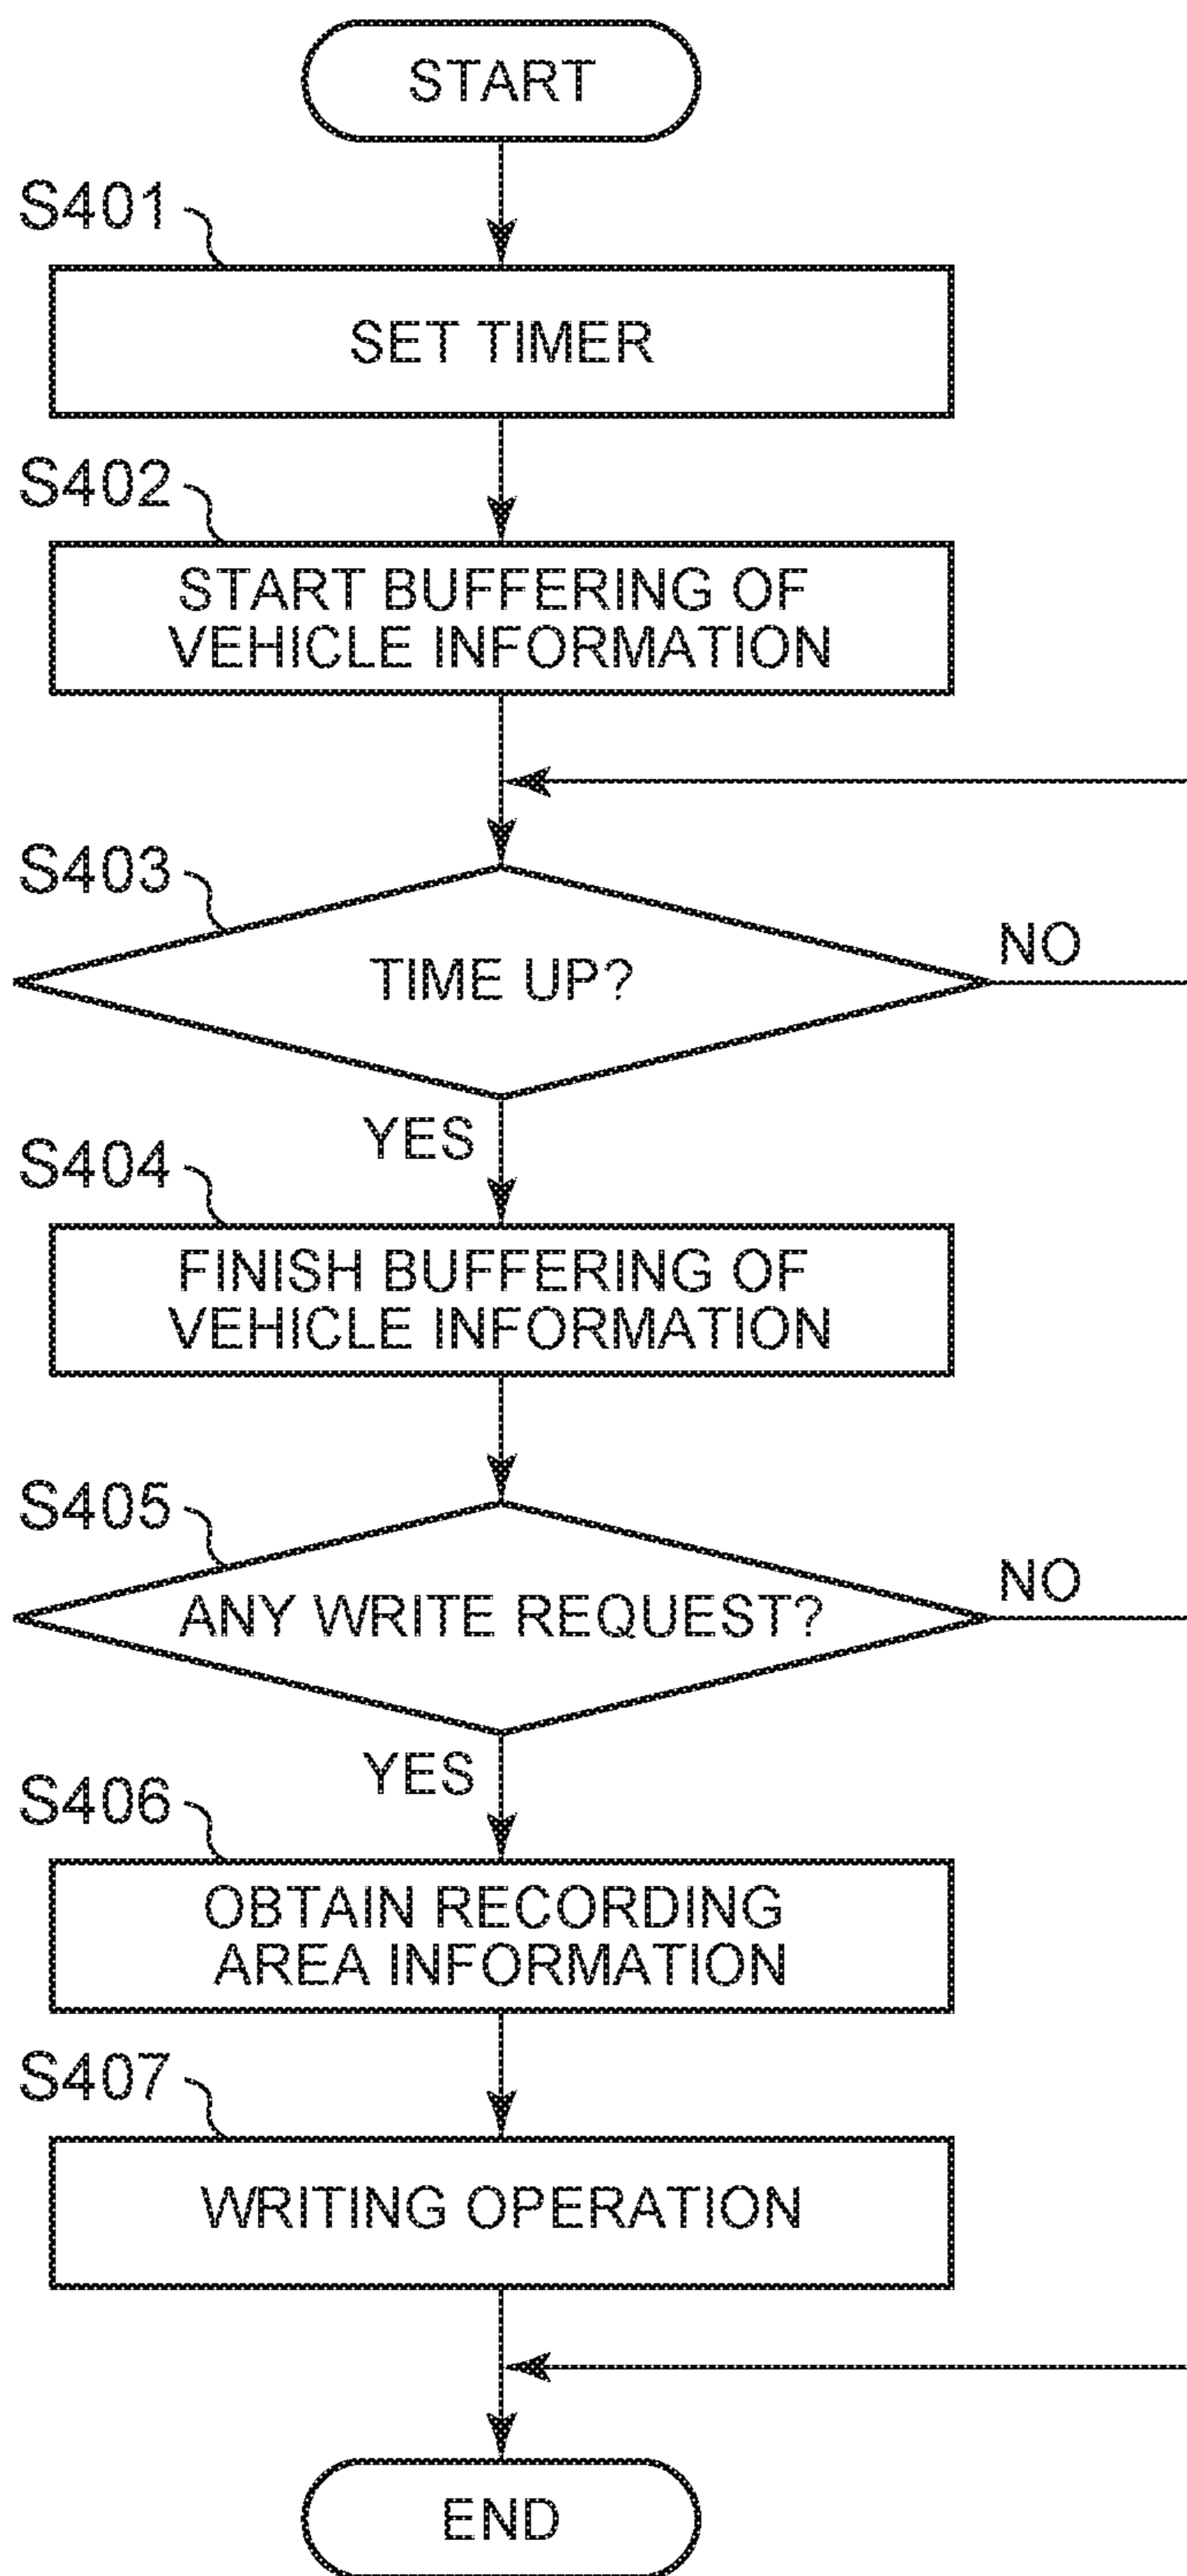 START
S401
SET TIMER
S402
START BUFFERING OF
VEHICLE INFORMATION
S403
TIME UP?
NO
YES
S404
FINISH BUFFERING OF
VEHICLE INFORMATION
S405
ANY WRITE REQUEST?
NO
YES
S406
OBTAIN RECORDING
AREA INFORMATION
S407
WRITING OPERATION
END